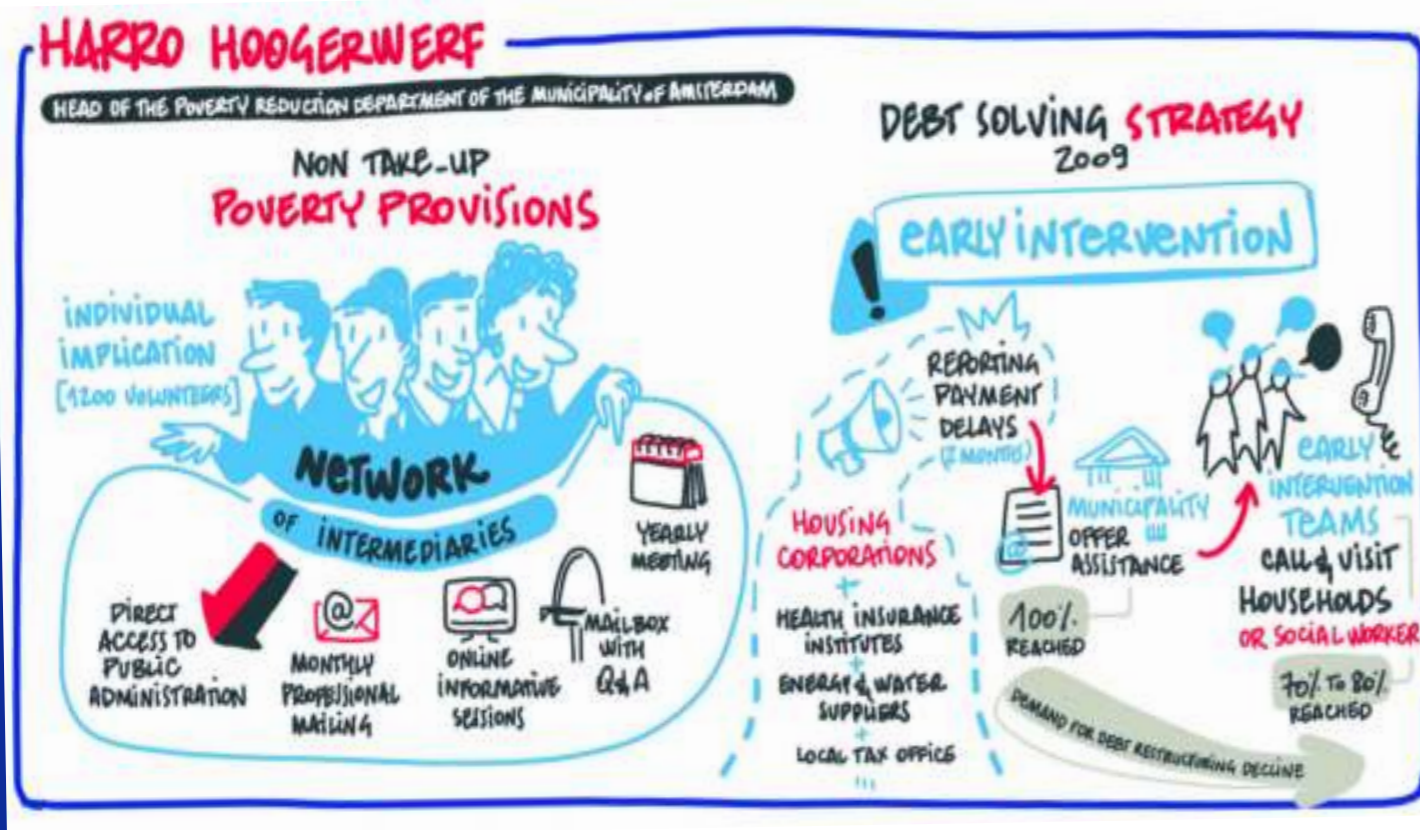 HARRO HOOGERWERF
HEAD OF THE POVERTY REDUCTION DEPARTMENT OF THE MUNICIPALITY OF AMSTERDAM
NON TAKE-UP
POVERTY PROVISIONS
INDIVIDUAL
IMPLICATION
[1200 VOLUNTEERS]
NETWORK
OF INTERMEDIARIES
YEARLY
MEETING
DIRECT
ACCESS TO
PUBLIC
ADMINISTRATION
@
MONTHLY
PROFESSIONAL
MAILING
ONLINE
INFORMATIVE
SESSIONS
MAILBOX
WITH
Q&A
DEBT SOLVING STRATEGY
2009
!
EARLY INTERVENTION
REPORTING
PAYMENT
DELAYS
(2 MONTHS)
HOUSING
CORPORATIONS
+
HEALTH INSURANCE
INSTITUTES
+
ENERGY & WATER
SUPPLIERS
+
LOCAL TAX OFFICE
...
@
MUNICIPALITY
OFFER
ASSISTANCE
100%
REACHED
EARLY
INTERVENTION
TEAMS
CALL & VISIT
HOUSEHOLDS
OR SOCIAL WORKER
70% TO 80%
REACHED
DEMAND FOR DEBT RESTRUCTURING DECLINE